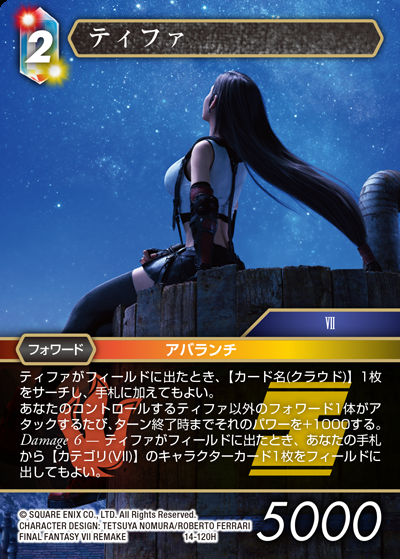 2
ティファ
VII
フォワード
アバランチ
ティファがフィールドに出たとき、【カード名(クラウド)】1枚
をサーチし、手札に加えてもよい。
あなたのコントロールするティファ以外のフォワード1体がア
タックするたび、ターン終了時までそれのパワーを+1000する。
Damage 6 — ティファがフィールドに出たとき、あなたの手札
から【カテゴリ(VII)】のキャラクターカード1枚をフィールドに
出してもよい。
© SQUARE ENIX CO., LTD. All Rights Reserved.
CHARACTER DESIGN: TETSUYA NOMURA/ROBERTO FERRARI
FINAL FANTASY VII REMAKE 14-120H
5000